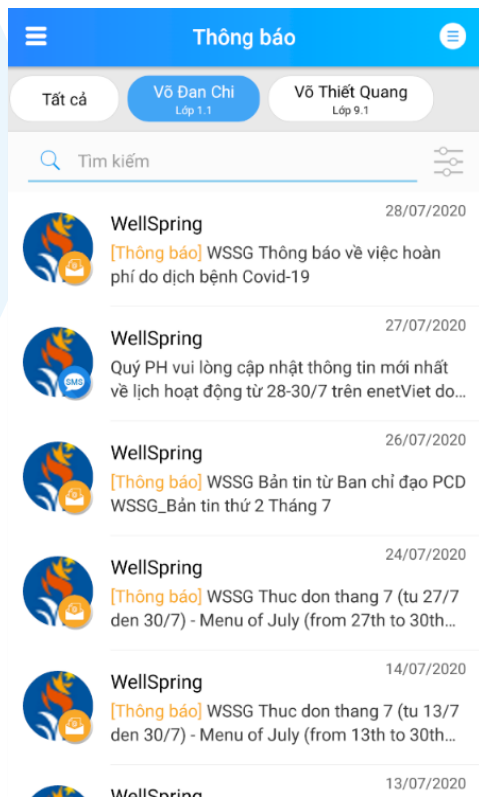 Thông báo
Tất cả
Võ Đan Chi
Lớp 1.1
Võ Thiết Quang
Lớp 9.1
Tìm kiếm
28/07/2020
WellSpring
[Thông báo] WSSG Thông báo về việc hoàn
phí do dịch bệnh Covid-19
27/07/2020
WellSpring
Quý PH vui lòng cập nhật thông tin mới nhất
về lịch hoạt động từ 28-30/7 trên enetViet do...
SMS
26/07/2020
WellSpring
[Thông báo] WSSG Bản tin từ Ban chỉ đạo PCD
WSSG_Bản tin thứ 2 Tháng 7
24/07/2020
WellSpring
[Thông báo] WSSG Thuc don thang 7 (tu 27/7
den 30/7) - Menu of July (from 27th to 30th...
14/07/2020
WellSpring
[Thông báo] WSSG Thuc don thang 7 (tu 13/7
den 30/7) - Menu of July (from 13th to 30th...
13/07/2020
WellSpring